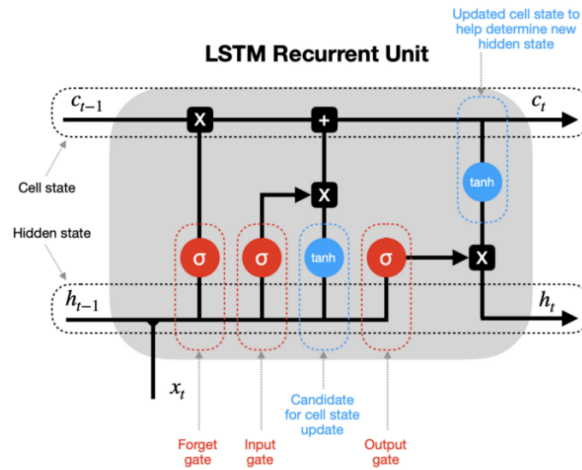 Updated cell state to
help determine new
hidden state
LSTM Recurrent Unit
c_{t-1}
X
+
c_t
tanh
X
Cell state
Hidden state
σ
σ
tanh
σ
X
h_{t-1}
h_t
x_t
Candidate
for cell state
update
Forget
gate
Input
gate
Output
gate